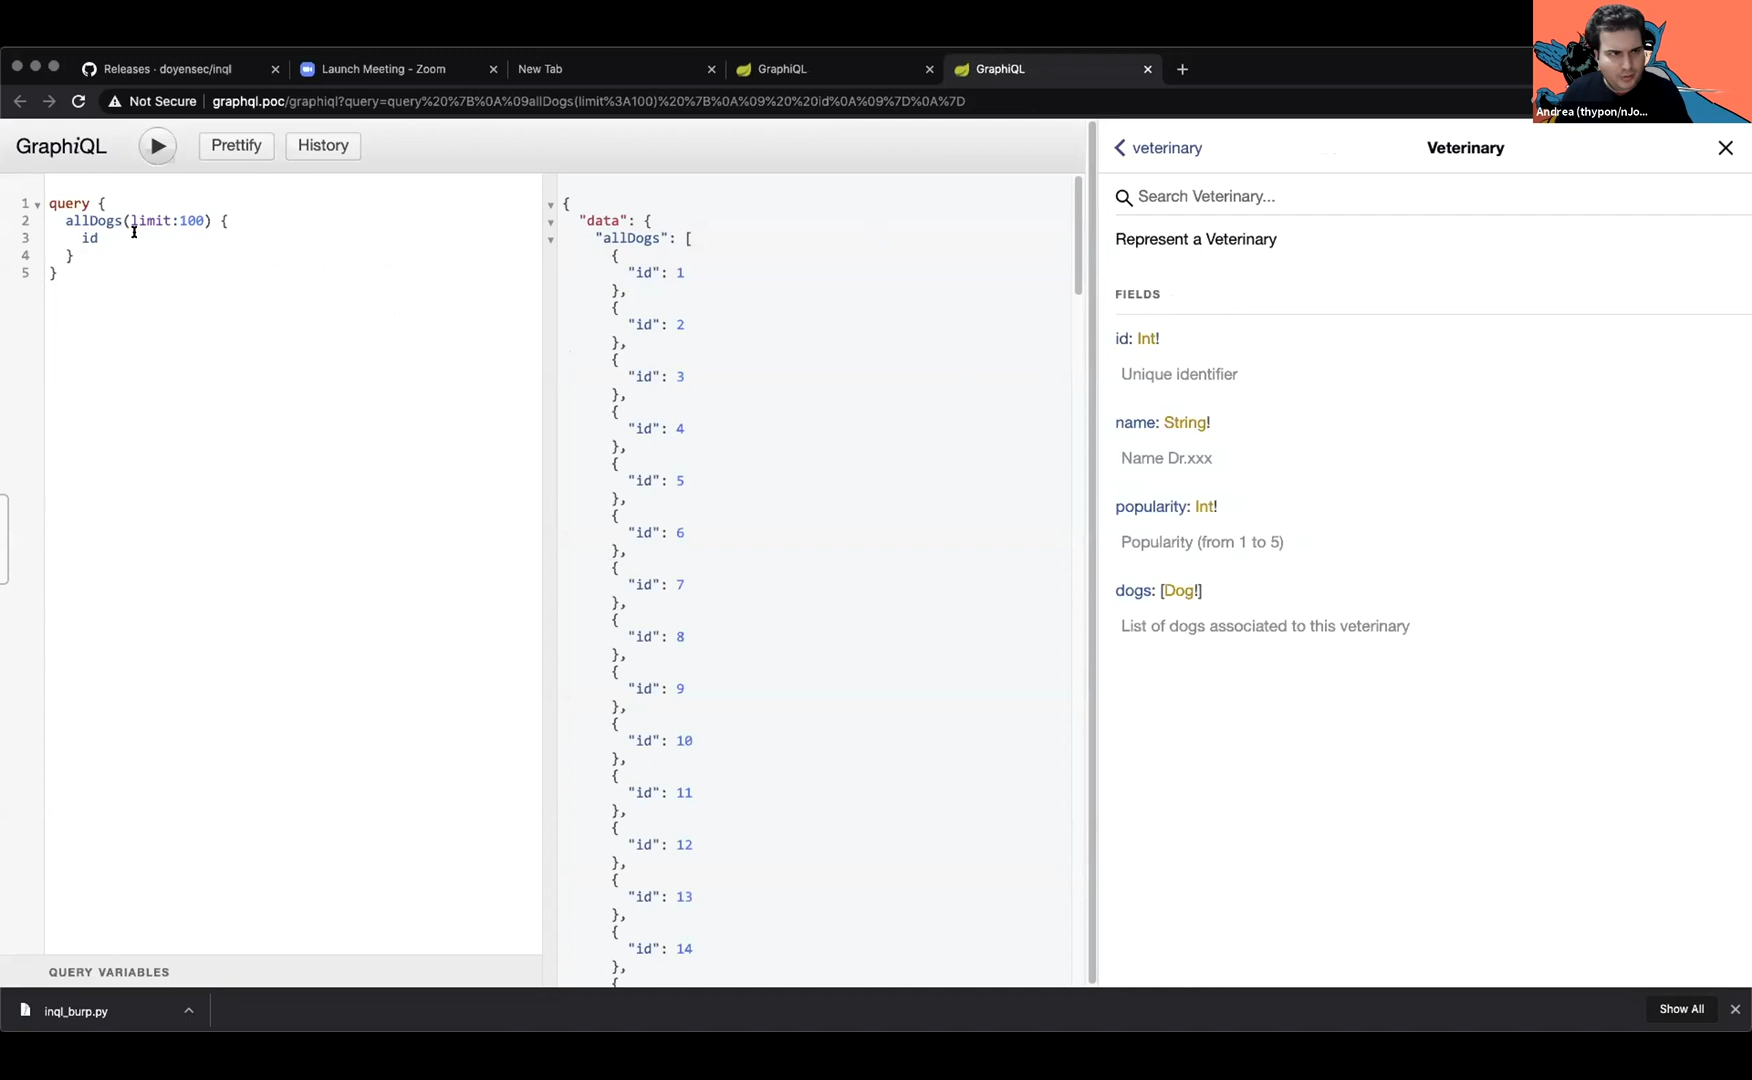 Releases · doyensec/inql
Launch Meeting - Zoom
New Tab
GraphiQL
GraphiQL
Not Secure
graphql.poc/graphiql?query=query%20%7B%0A%09allDogs(limit%3A100)%20%7B%0A%09%20%20id%0A%09%7D%0A%7D
Andrea (thypon/nJo...
GraphiQL
Prettify
History
1 query {
2 allDogs(limit:100) {
3 id
4 }
5 }
QUERY VARIABLES
{
"data": {
"allDogs": [
{
"id": 1
},
{
"id": 2
},
{
"id": 3
},
{
"id": 4
},
{
"id": 5
},
{
"id": 6
},
{
"id": 7
},
{
"id": 8
},
{
"id": 9
},
{
"id": 10
},
{
"id": 11
},
{
"id": 12
},
{
"id": 13
},
{
"id": 14
},
{
veterinary
Veterinary
Search Veterinary...
Represent a Veterinary
FIELDS
id: Int!
Unique identifier
name: String!
Name Dr.xxx
popularity: Int!
Popularity (from 1 to 5)
dogs: [Dog!]
List of dogs associated to this veterinary
inql_burp.py
Show All